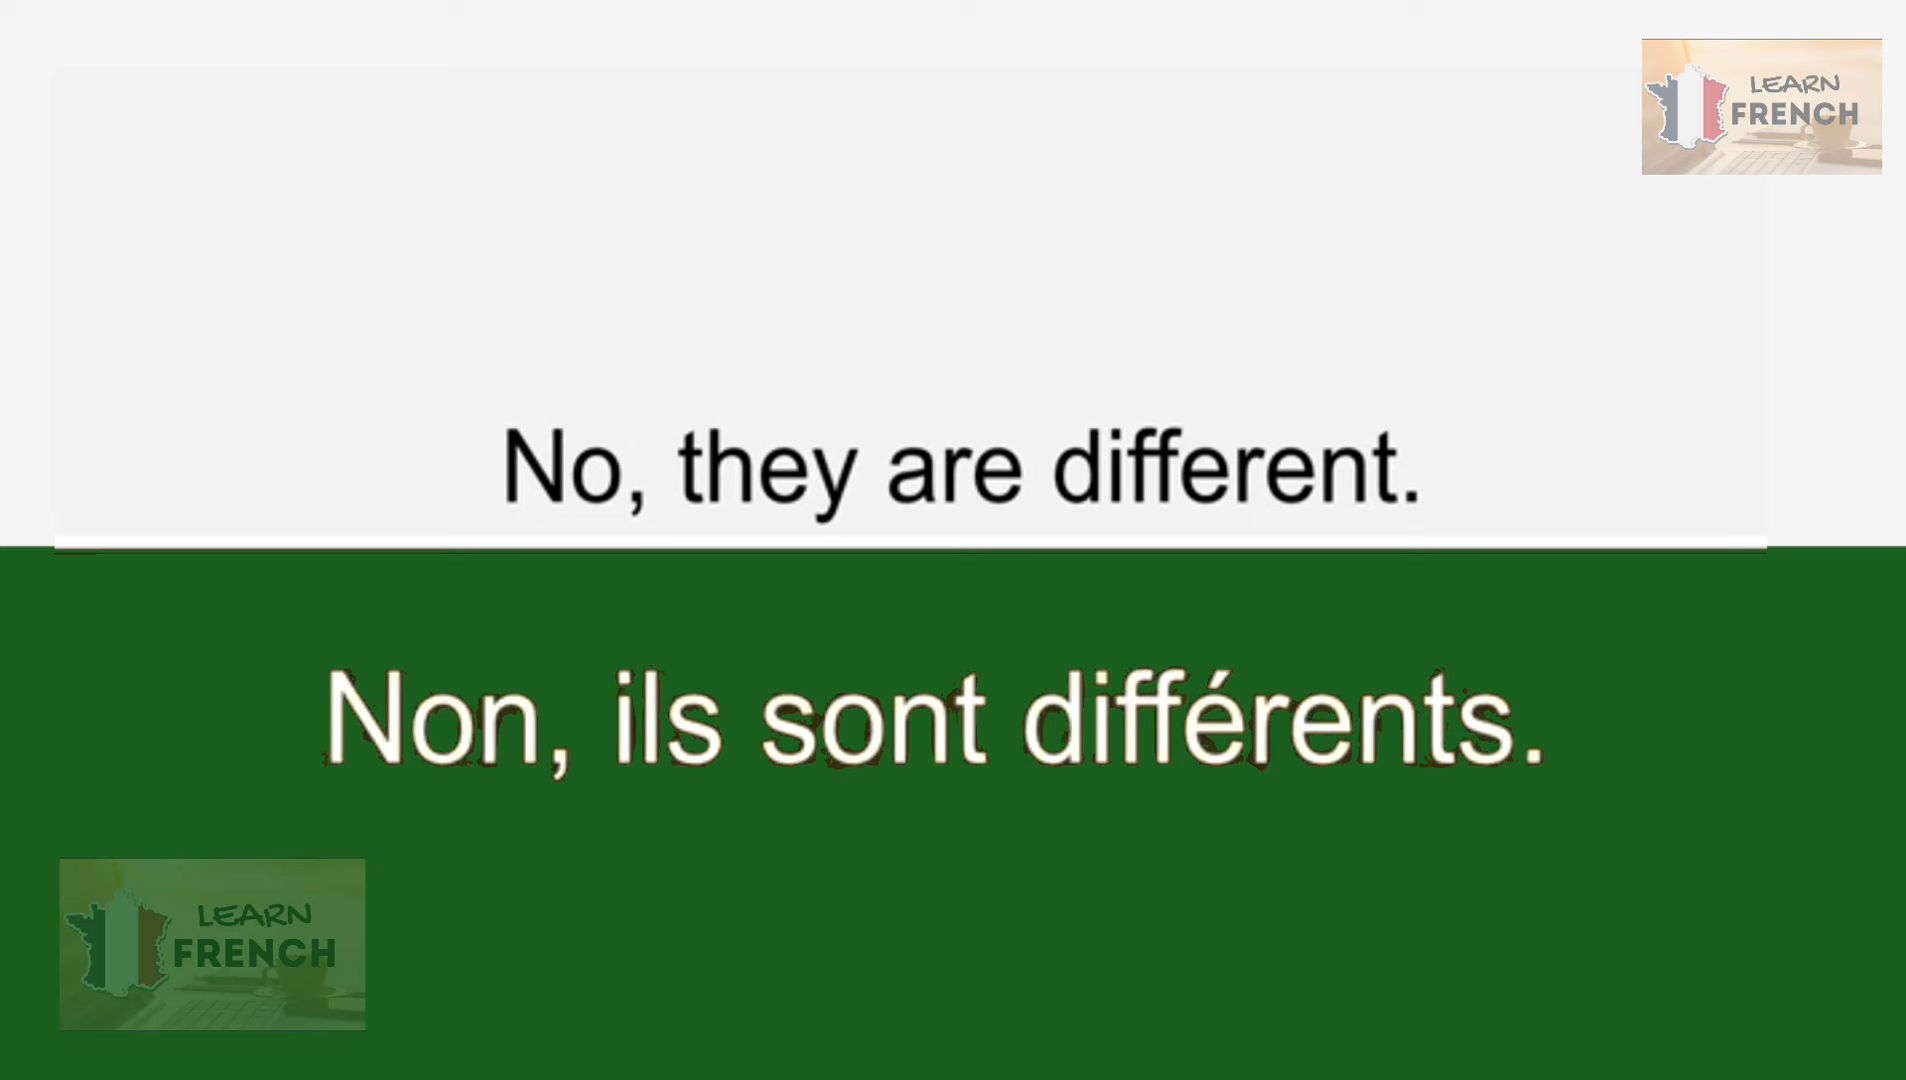 LEARN
FRENCH
No, they are different.
Non, ils sont différents.
LEARN
FRENCH